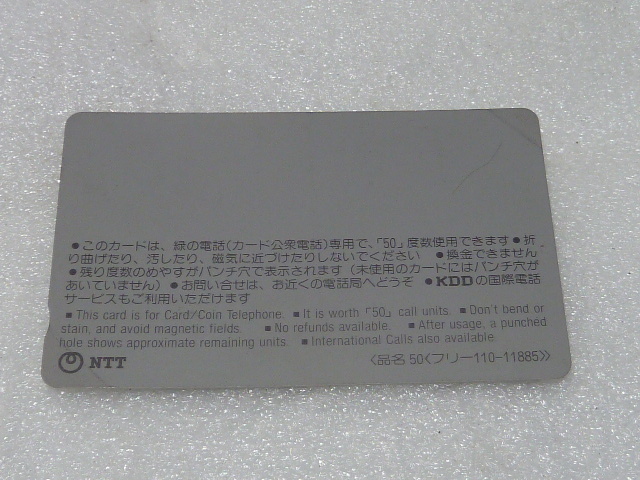 ●このカードは、緑の電話(カード公衆電話)専用で、「50」度数使用できます●折
り曲げたり、汚したり、磁気に近づけたりしないでください　●換金できません
●残り度数のめやすがパンチ穴で表示されます(未使用のカードにはパンチ穴が
あいていません)●お問い合せは、お近くの電話局へどうぞ　●KDDの国際電話
サービスもご利用いただけます
■This card is for Card/Coin Telephone. ■It is worth「50」call units. ■Don't bend or
stain, and avoid magnetic fields. ■No refunds available. ■After usage, a punched
hole shows approximate remaining units. ■International Calls also available.
NTT
〈品名 50《フリー110-11885》〉